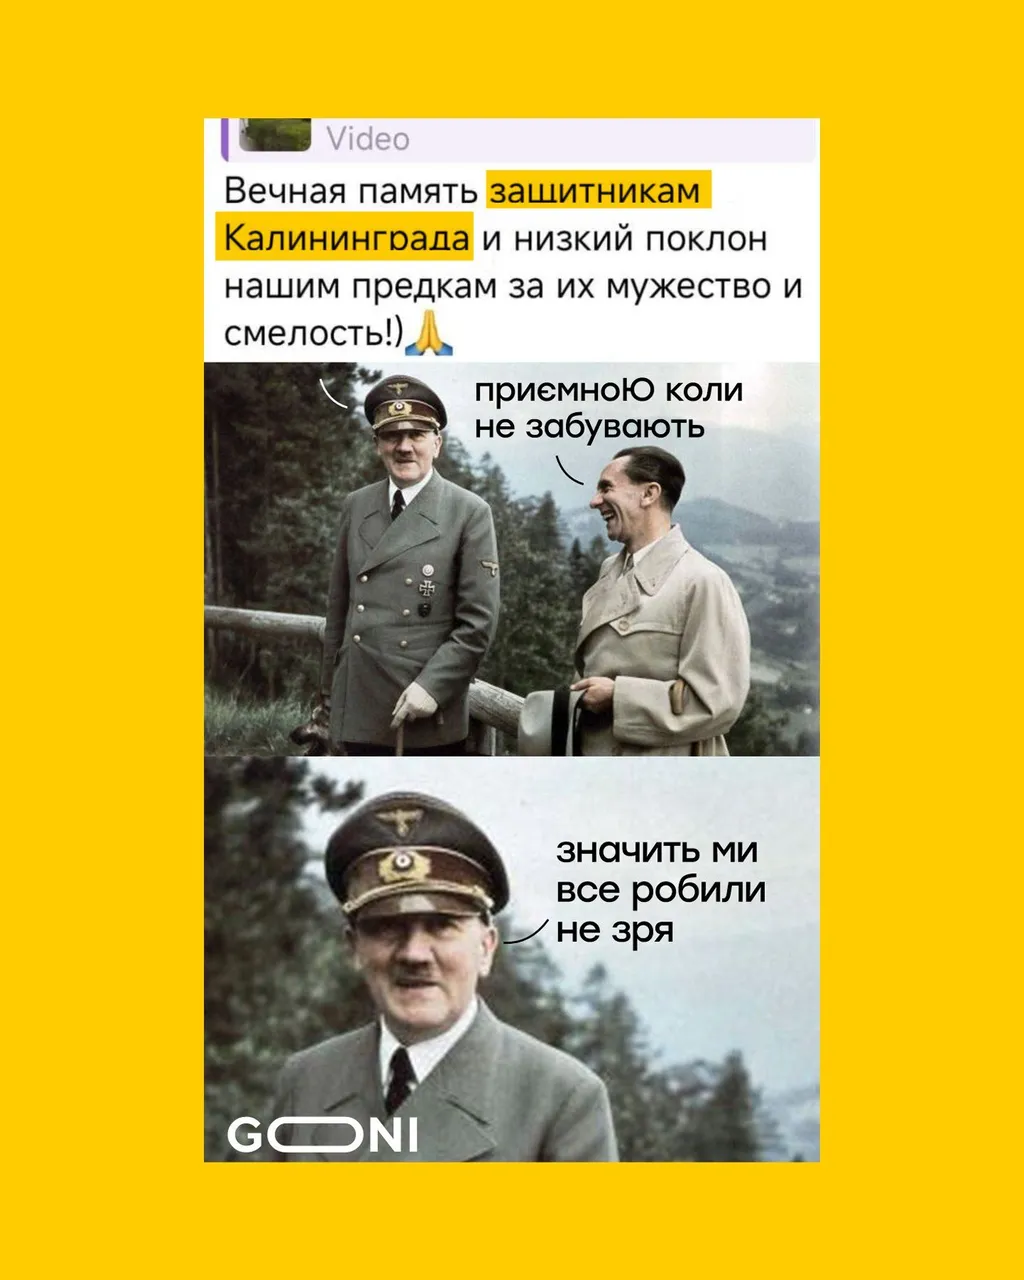 Video
Вечная память защитникам
Калининграда и низкий поклон
нашим предкам за их мужество и
смелость!)🙏
приємноЮ коли
не забувають
значить ми
все робили
не зря
GOONI